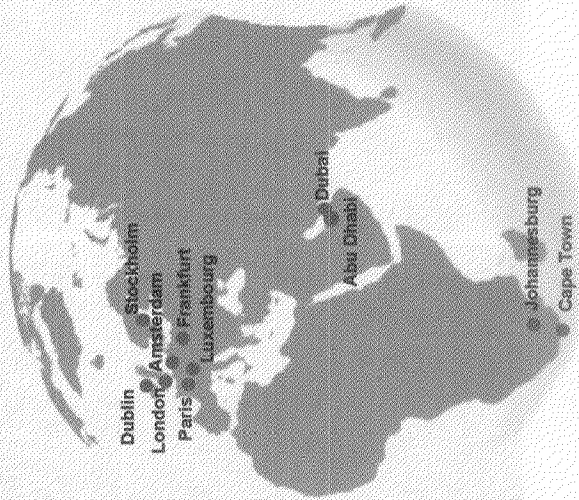 Dublin
Stockholm
London
Amsterdam
Paris
Frankfurt
Luxembourg
Dubai
Abu Dhabi
Johannesburg
Cape Town